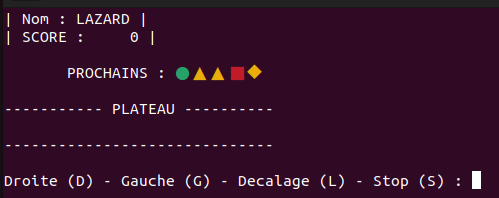 | Nom : LAZARD |
| SCORE :     0 |
PROCHAINS : ●▲▲■◆
----------- PLATEAU ----------
------------------------------
Droite (D) - Gauche (G) - Decalage (L) - Stop (S) :